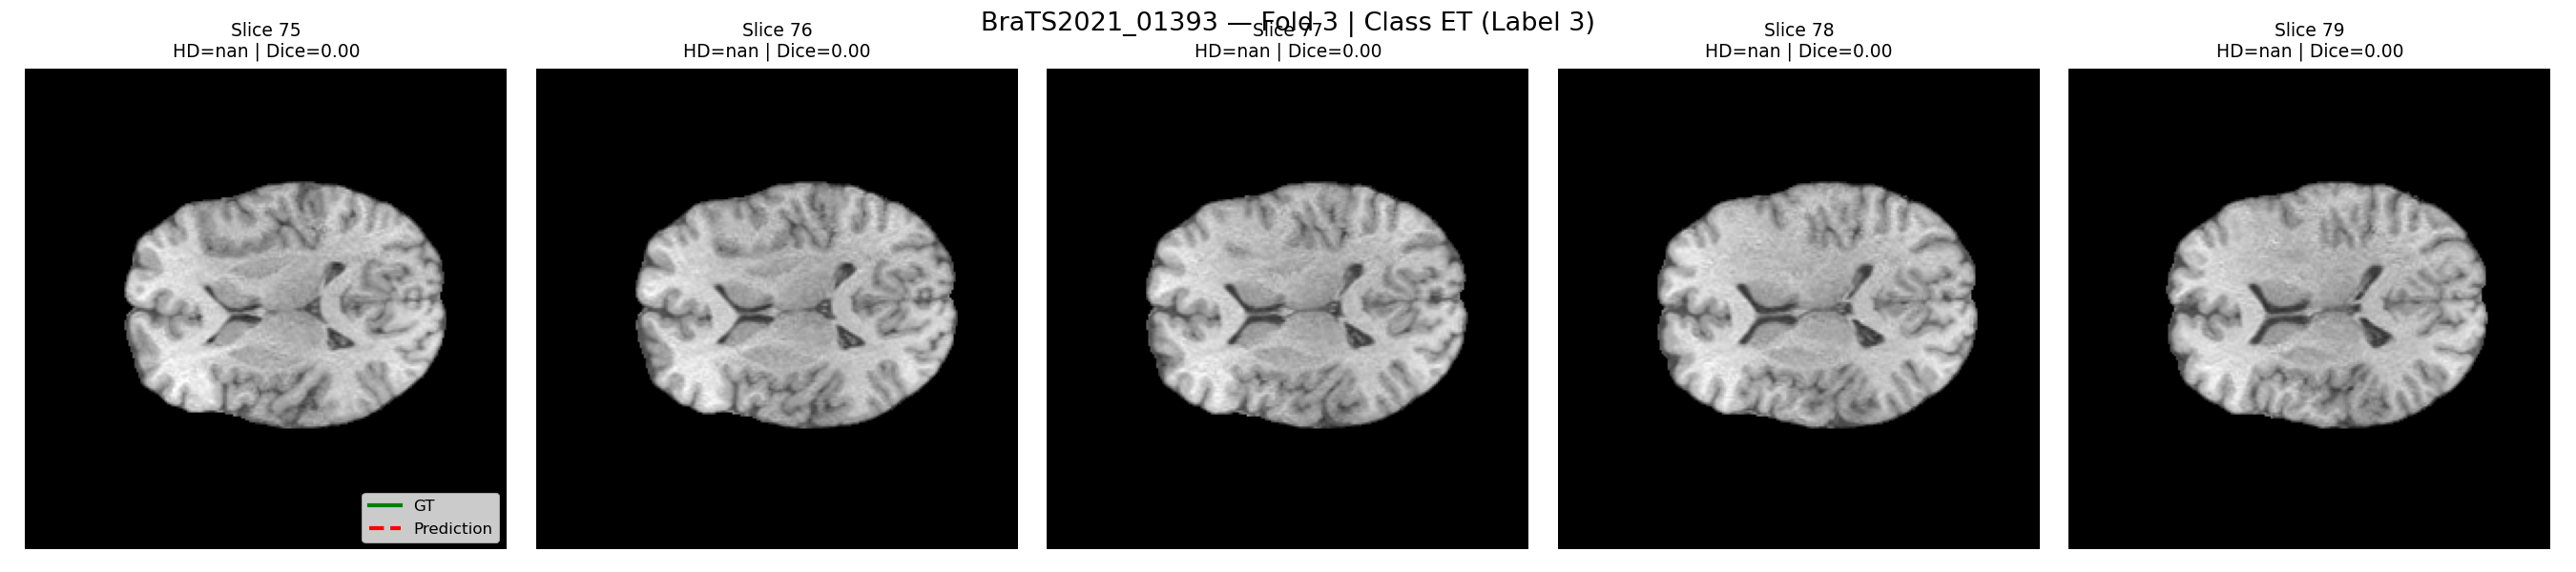 BraTS2021_01393 — Fold 3 | Class ET (Label 3)
Slice 75
HD=nan | Dice=0.00
Slice 76
HD=nan | Dice=0.00
Slice 77
HD=nan | Dice=0.00
Slice 78
HD=nan | Dice=0.00
Slice 79
HD=nan | Dice=0.00
GT
Prediction